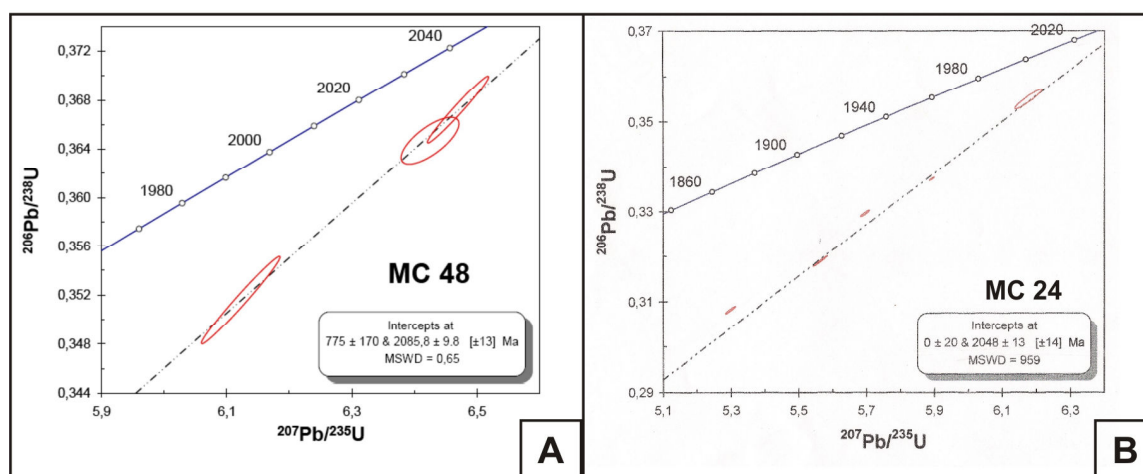 0,372
0,368
0,364
0,360
0,356
0,352
0,348
0,344
206Pb/238U
1980
2000
2020
2040
MC 48
Intercepts at
775 ± 170 & 2085,8 ± 9.8 [±13] Ma
MSWD = 0,65
5,9
6,1
6,3
6,5
207Pb/235U
A
0,37
0,35
0,33
0,31
0,29
206Pb/238U
1860
1900
1940
1980
2020
MC 24
Intercepts at
0 ± 20 & 2048 ± 13 [±14] Ma
MSWD = 959
5,1
5,3
5,5
5,7
5,9
6,1
6,3
207Pb/235U
B